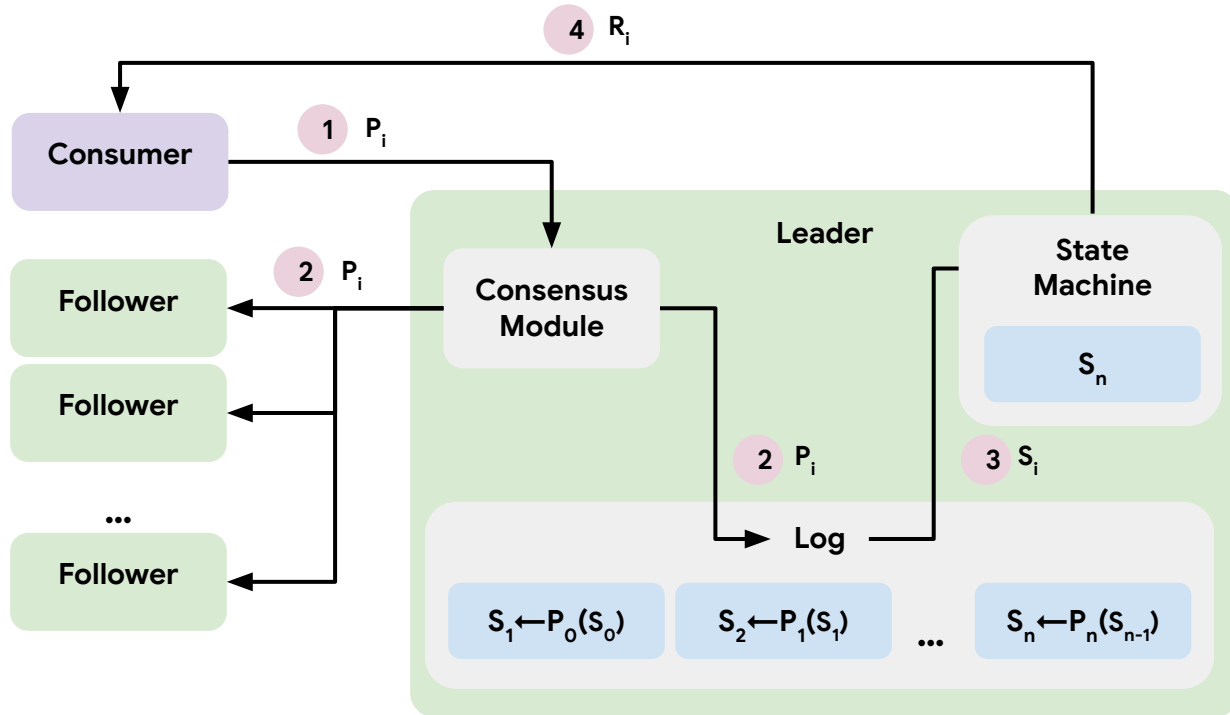 4 Rᵢ
Consumer
1 Pᵢ
Leader
State
Machine
Sₙ
Follower
2 Pᵢ
Consensus
Module
Follower
...
Follower
2 Pᵢ
3 Sᵢ
Log
S₁←P₀(S₀)
S₂←P₁(S₁)
...
Sₙ←Pₙ(Sₙ₋₁)